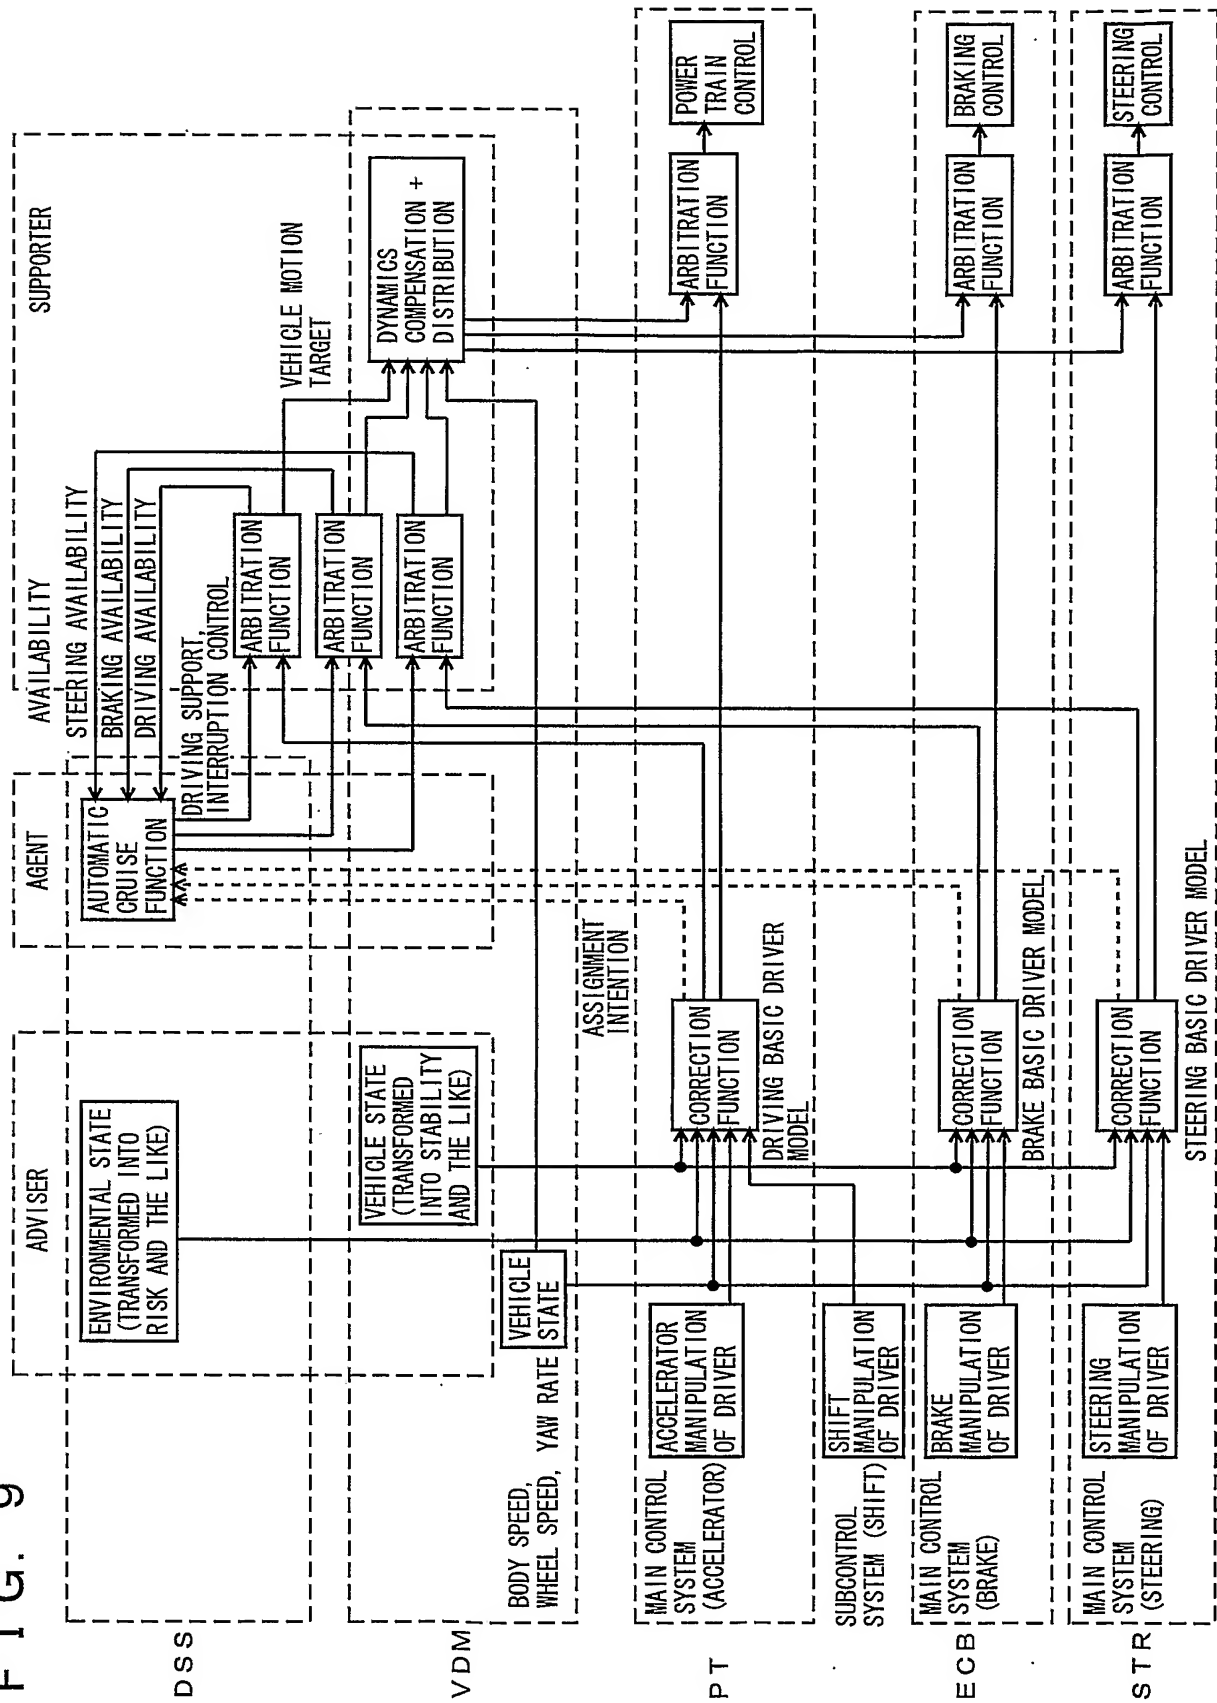 FIG. 9
ADVISER
AGENT
SUPPORTER
AVAILABILITY
STEERING AVAILABILITY
BRAKING AVAILABILITY
DRIVING AVAILABILITY
DSS
ENVIRONMENTAL STATE
(TRANSFORMED INTO
RISK AND THE LIKE)
AUTOMATIC
CRUISE
FUNCTION
DRIVING SUPPORT,
INTERRUPTION CONTROL
ARBITRATION
FUNCTION
VEHICLE MOTION
TARGET
VDM
VEHICLE STATE
(TRANSFORMED
INTO STABILITY
AND THE LIKE)
ARBITRATION
FUNCTION
ARBITRATION
FUNCTION
DYNAMICS
COMPENSATION +
DISTRIBUTION
BODY SPEED,
WHEEL SPEED, YAW RATE
VEHICLE
STATE
ASSIGNMENT
INTENTION
PT
MAIN CONTROL
SYSTEM
(ACCELERATOR)
ACCELERATOR
MANIPULATION
OF DRIVER
CORRECTION
FUNCTION
DRIVING BASIC DRIVER
MODEL
ARBITRATION
FUNCTION
POWER
TRAIN
CONTROL
SUBCONTROL
SYSTEM (SHIFT)
SHIFT
MANIPULATION
OF DRIVER
ECB
MAIN CONTROL
SYSTEM
(BRAKE)
BRAKE
MANIPULATION
OF DRIVER
CORRECTION
FUNCTION
BRAKE BASIC DRIVER MODEL
ARBITRATION
FUNCTION
BRAKING
CONTROL
STR
MAIN CONTROL
SYSTEM
(STEERING)
STEERING
MANIPULATION
OF DRIVER
CORRECTION
FUNCTION
STEERING BASIC DRIVER MODEL
ARBITRATION
FUNCTION
STEERING
CONTROL